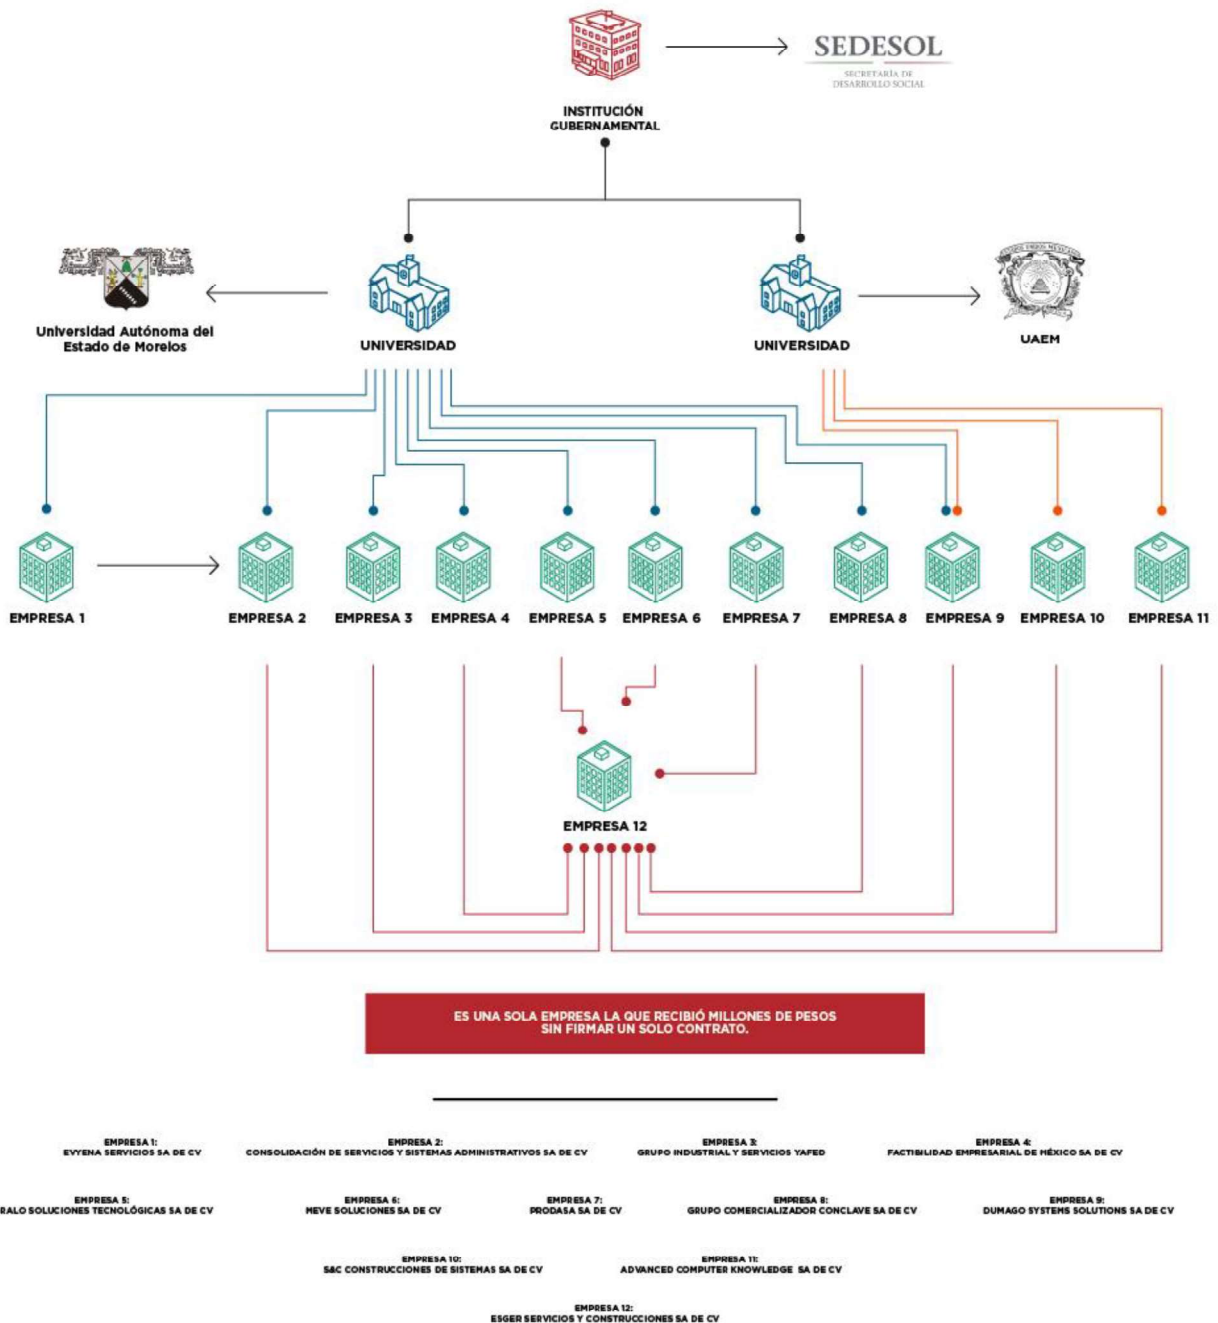 SEDESOL
SECRETARÍA DE
DESARROLLO SOCIAL
INSTITUCIÓN
GUBERNAMENTAL
Universidad Autónoma del
Estado de Morelos
UNIVERSIDAD
UNIVERSIDAD
UAEM
EMPRESA 1
EMPRESA 2
EMPRESA 3
EMPRESA 4
EMPRESA 5
EMPRESA 6
EMPRESA 7
EMPRESA 8
EMPRESA 9
EMPRESA 10
EMPRESA 11
EMPRESA 12
ES UNA SOLA EMPRESA LA QUE RECIBIÓ MILLONES DE PESOS
SIN FIRMAR UN SOLO CONTRATO.
EMPRESA 1:
EVYENA SERVICIOS SA DE CV
EMPRESA 2:
CONSOLIDACIÓN DE SERVICIOS Y SISTEMAS ADMINISTRATIVOS SA DE CV
EMPRESA 3:
GRUPO INDUSTRIAL Y SERVICIOS YAFED
EMPRESA 4:
FACTIBILIDAD EMPRESARIAL DE MÉXICO SA DE CV
EMPRESA 5:
RALO SOLUCIONES TECNOLÓGICAS SA DE CV
EMPRESA 6:
MEVE SOLUCIONES SA DE CV
EMPRESA 7:
PRODASA SA DE CV
EMPRESA 8:
GRUPO COMERCIALIZADOR CONCLAVE SA DE CV
EMPRESA 9:
DUMAGO SYSTEMS SOLUTIONS SA DE CV
EMPRESA 10:
S&C CONSTRUCCIONES DE SISTEMAS SA DE CV
EMPRESA 11:
ADVANCED COMPUTER KNOWLEDGE SA DE CV
EMPRESA 12:
ESGER SERVICIOS Y CONSTRUCCIONES SA DE CV